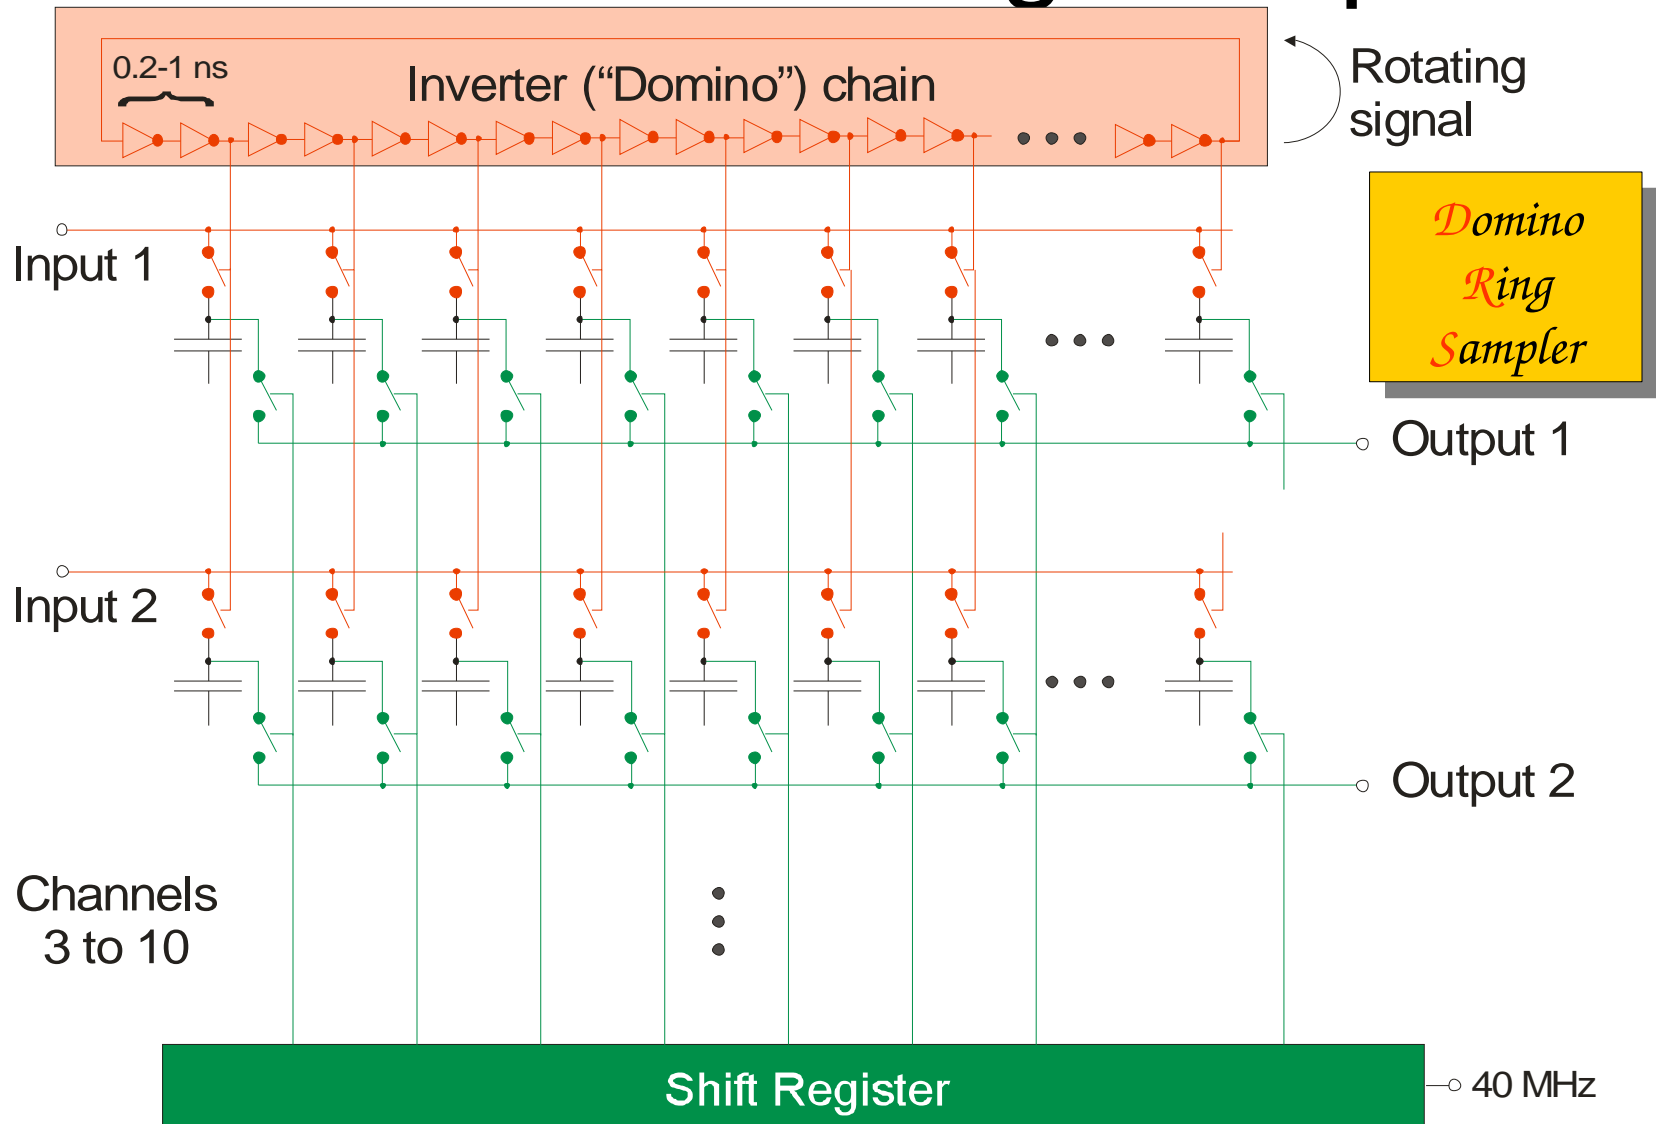 0.2-1 ns
Inverter (“Domino”) chain
Rotating
signal
Domino
Ring
Sampler
Input 1
Output 1
Input 2
Output 2
Channels
3 to 10
Shift Register
40 MHz